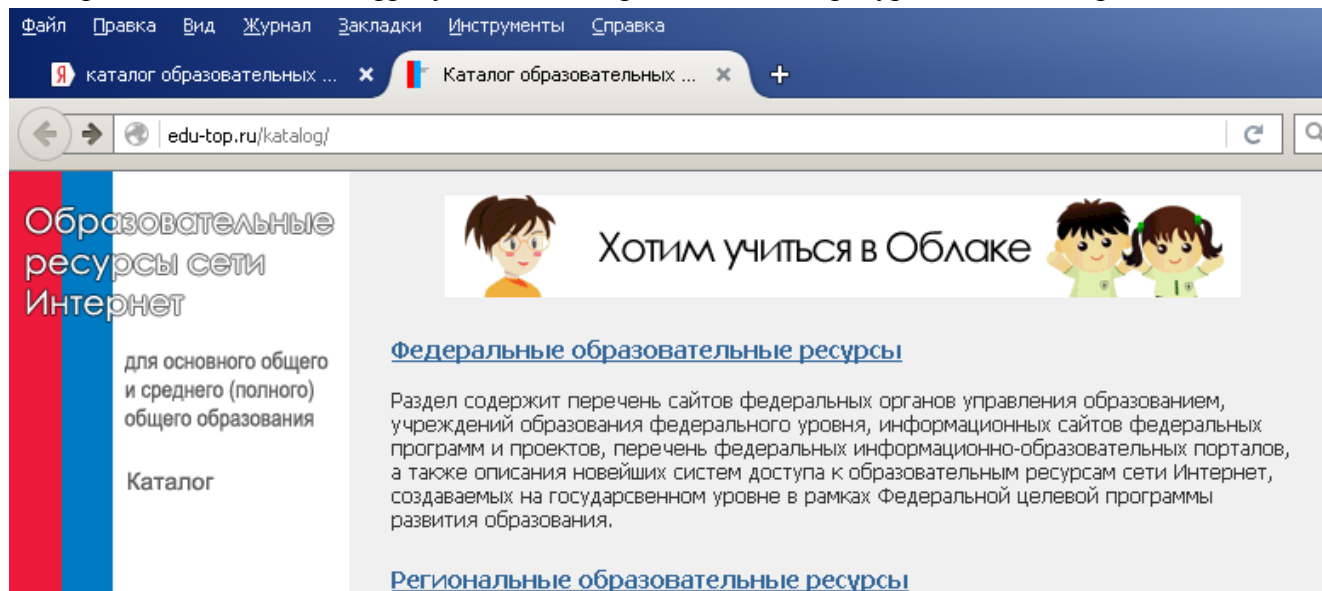 Файл Правка Вид Журнал Закладки Инструменты Справка
Я каталог образовательных ... × Каталог образовательных ... × +
edu-top.ru/katalog/
Образовательные
ресурсы сети
Интернет
для основного общего
и среднего (полного)
общего образования
Каталог
Хотим учиться в Облаке
Федеральные образовательные ресурсы
Раздел содержит перечень сайтов федеральных органов управления образованием,
учреждений образования федерального уровня, информационных сайтов федеральных
программ и проектов, перечень федеральных информационно-образовательных порталов,
а также описания новейших систем доступа к образовательным ресурсам сети Интернет,
создаваемых на государсвенном уровне в рамках Федеральной целевой программы
развития образования.
Региональные образовательные ресурсы